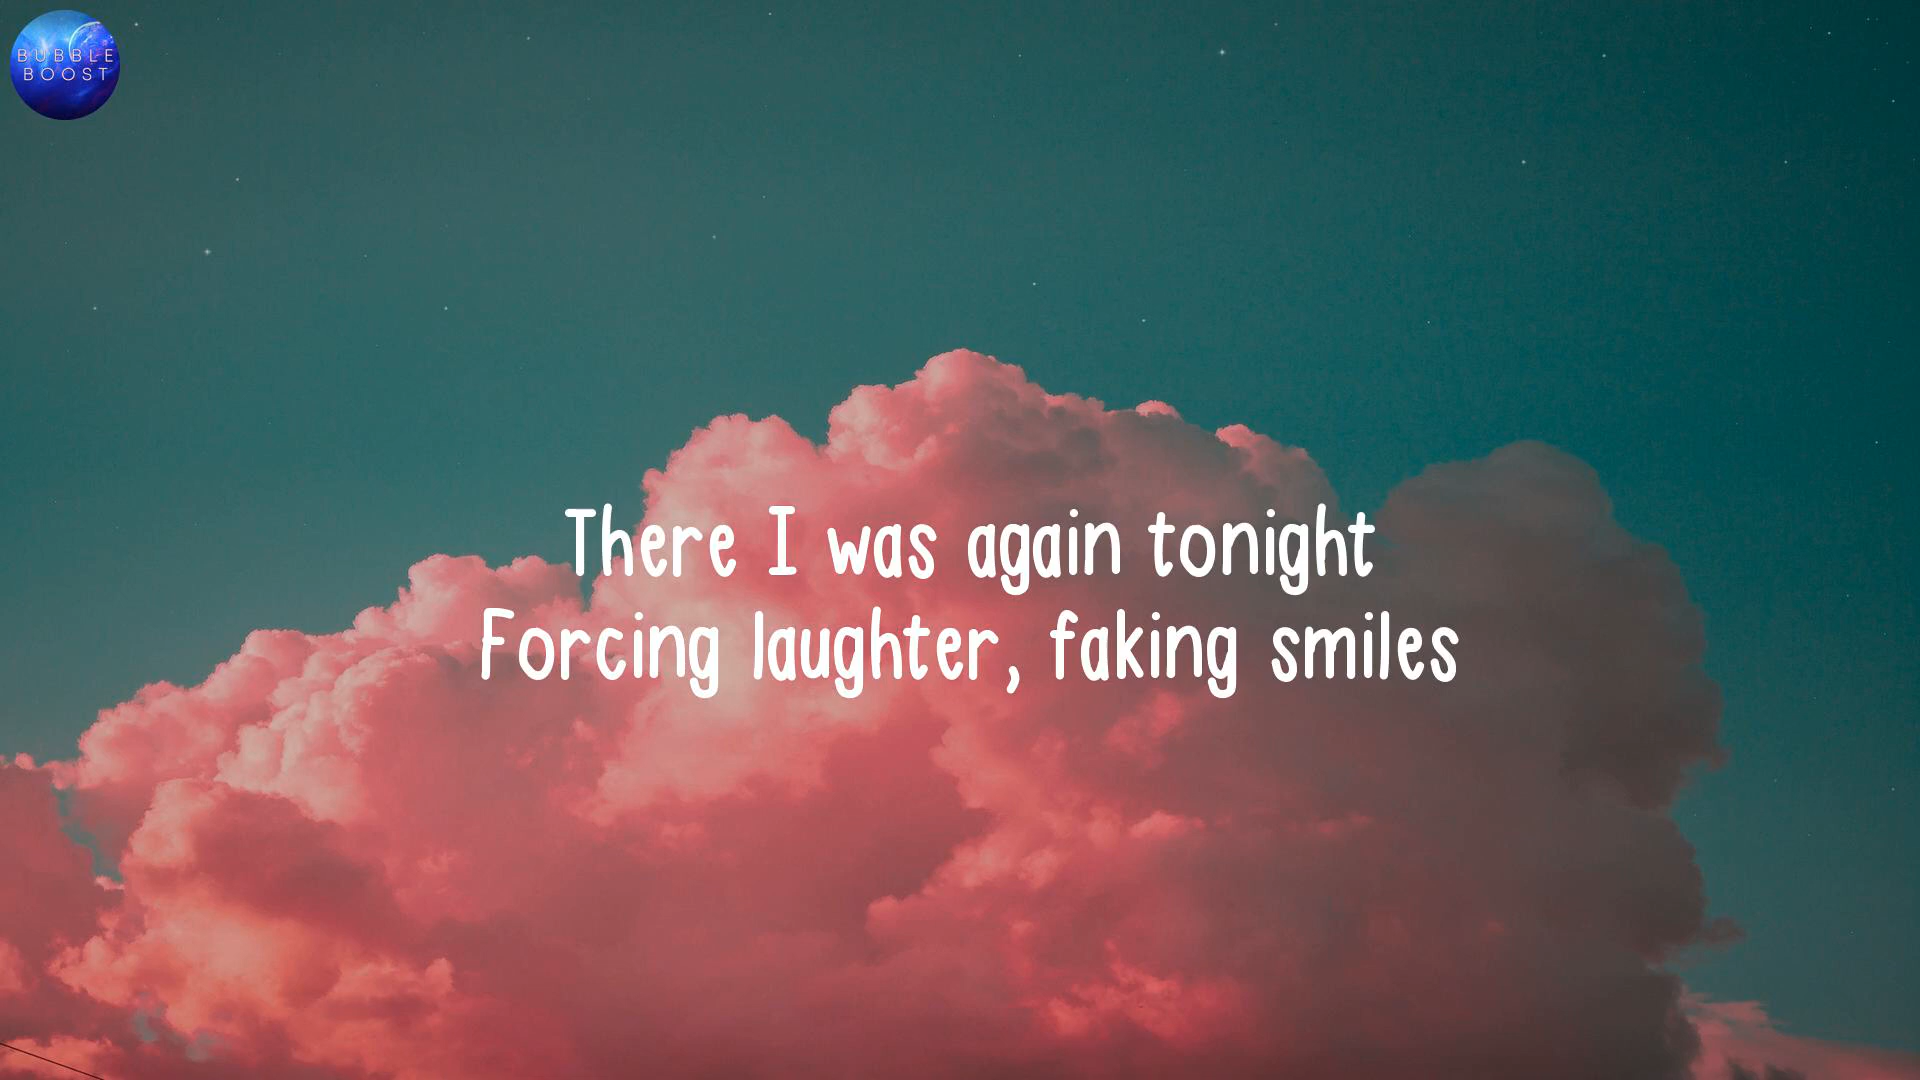 BUBBLE
BOOST
There I was again tonight
Forcing laughter, faking smiles